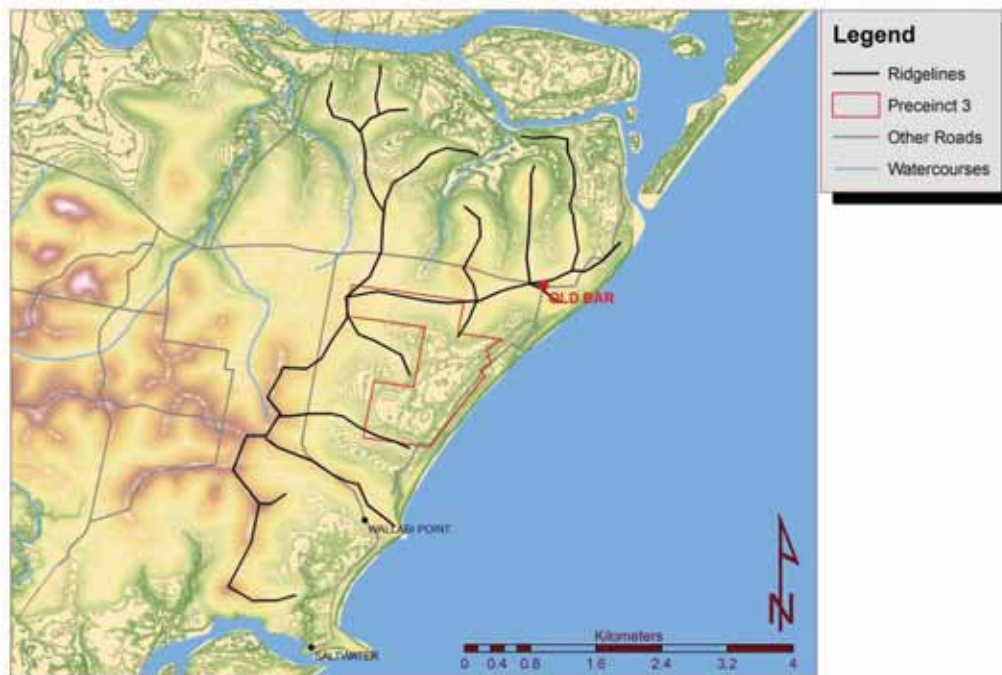 Legend
Ridgelines
Preceinct 3
Other Roads
Watercourses
OLD BAR
WALLABI POINT
SALTWATER
N
Kilometers
0 0.4 0.8 1.6 2.4 3.2 4